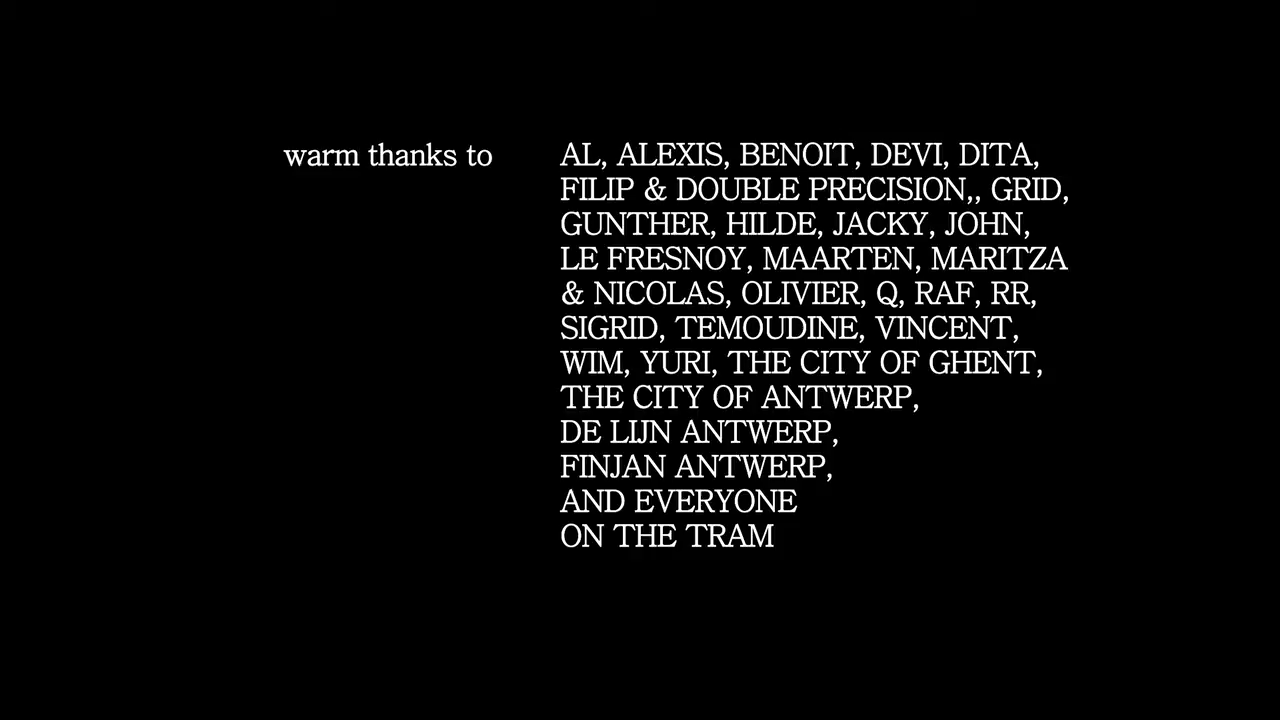 warm thanks to AL, ALEXIS, BENOIT, DEVI, DITA,
FILIP & DOUBLE PRECISION,, GRID,
GUNTHER, HILDE, JACKY, JOHN,
LE FRESNOY, MAARTEN, MARITZA
& NICOLAS, OLIVIER, Q, RAF, RR,
SIGRID, TEMOUDINE, VINCENT,
WIM, YURI, THE CITY OF GHENT,
THE CITY OF ANTWERP,
DE LIJN ANTWERP,
FINJAN ANTWERP,
AND EVERYONE
ON THE TRAM